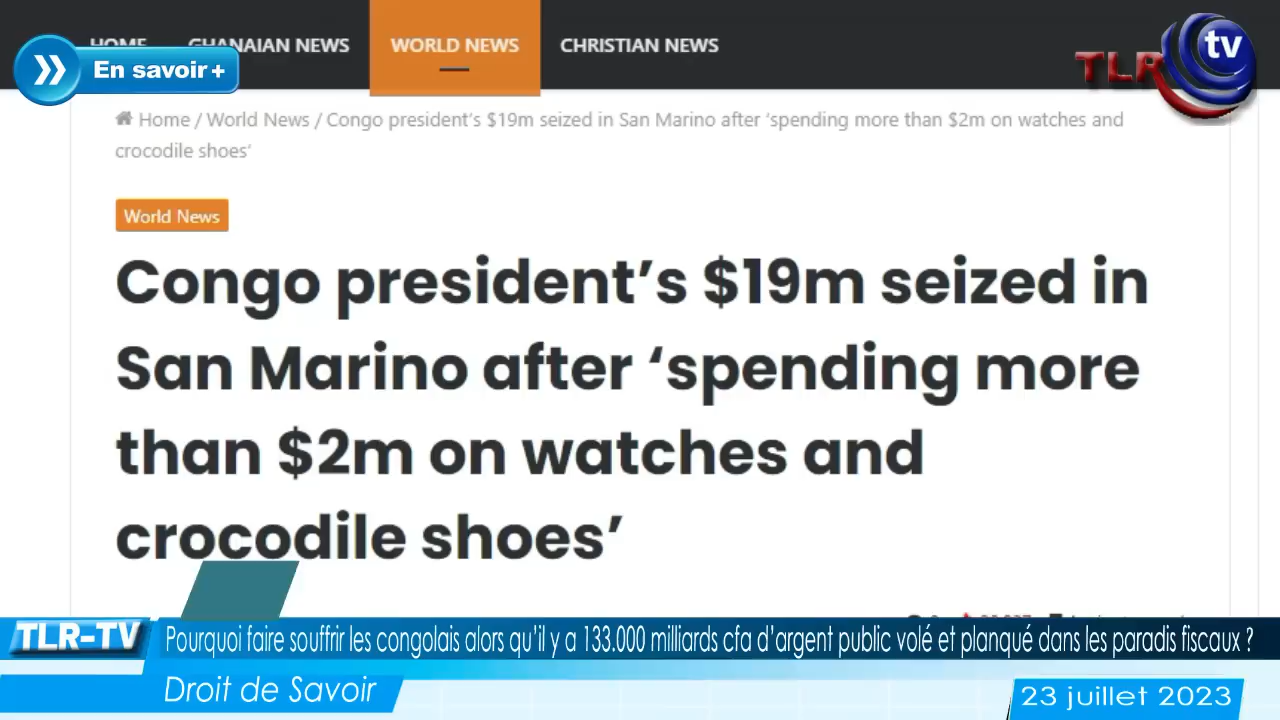 HOME GHANAIAN NEWS WORLD NEWS CHRISTIAN NEWS
En savoir+
TLR tv
Home / World News / Congo president's $19m seized in San Marino after 'spending more than $2m on watches and
crocodile shoes'
World News
Congo president's $19m seized in
San Marino after 'spending more
than $2m on watches and
crocodile shoes'
TLR-TV
Pourquoi faire souffrir les congolais alors qu'il y a 133.000 milliards cfa d'argent public volé et planqué dans les paradis fiscaux ?
Droit de Savoir
23 juillet 2023